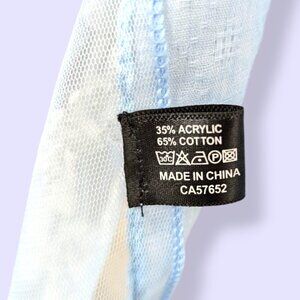 35% ACRYLIC
65% COTTON
MADE IN CHINA
CA57652